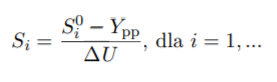 S_i = \frac{S_i^0 - Y_{pp}}{\Delta U}, dla i = 1, ...